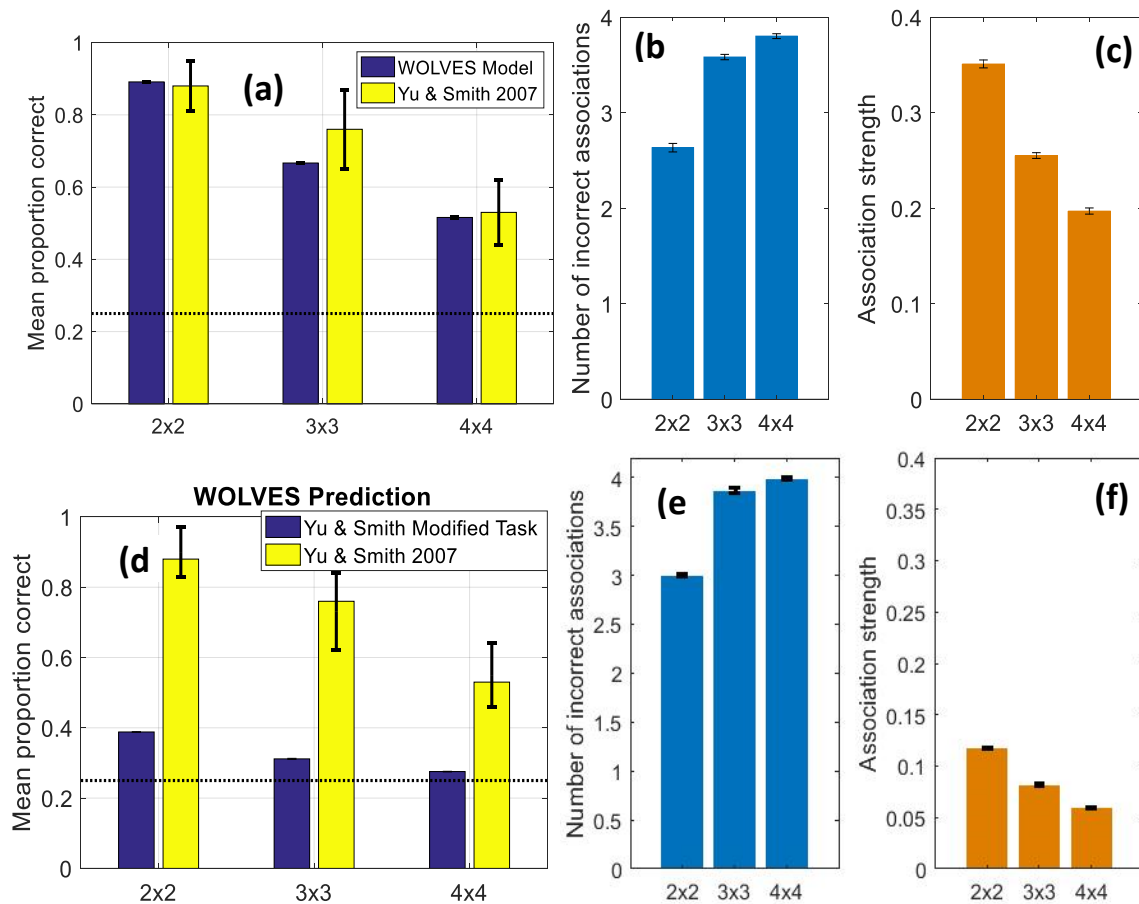 (a)
WOLVES Model
Yu & Smith 2007
Mean proportion correct
1
0.8
0.6
0.4
0.2
0
2x2
3x3
4x4
(b)
Number of incorrect associations
4
3
2
1
0
2x2
3x3
4x4
(c)
Association strength
0.4
0.3
0.2
0.1
0
2x2
3x3
4x4
WOLVES Prediction
(d
Yu & Smith Modified Task
Yu & Smith 2007
Mean proportion correct
1
0.8
0.6
0.4
0.2
0
2x2
3x3
4x4
(e
Number of incorrect associations
4
3.5
3
2.5
2
1.5
1
0.5
0
2x2
3x3
4x4
(f)
Association strength
0.4
0.35
0.3
0.25
0.2
0.15
0.1
0.05
0
2x2
3x3
4x4